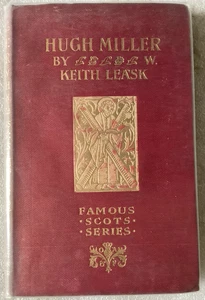 HUGH MILLER
BY W.
KEITH LEASK
FAMOUS
·SCOTS·
·SERIES·